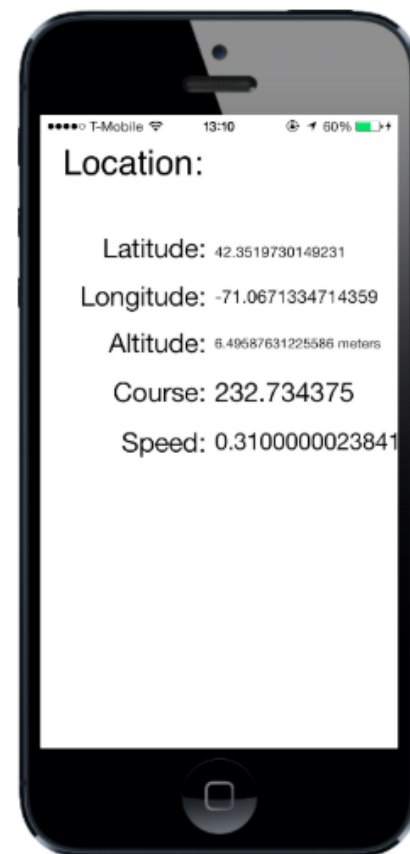 T-Mobile 13:10 60%
Location:
Latitude: 42.3519730149231
Longitude: -71.0671334714359
Altitude: 6.49587631225586 meters
Course: 232.734375
Speed: 0.3100000023841